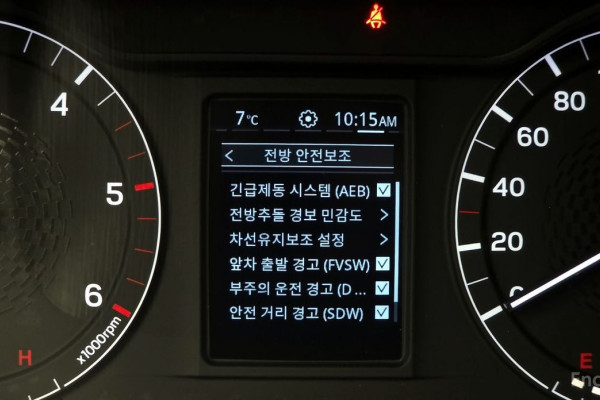 7°C
10:15AM
< 전방 안전보조
긴급제동 시스템 (AEB)
전방추돌 경보 민감도 >
차선유지보조 설정 >
앞차 출발 경고 (FVSW)
부주의 운전 경고 (D ...
안전 거리 경고 (SDW)
4
5
6
x1000rpm
H
80
60
40
20
0
E
Enc